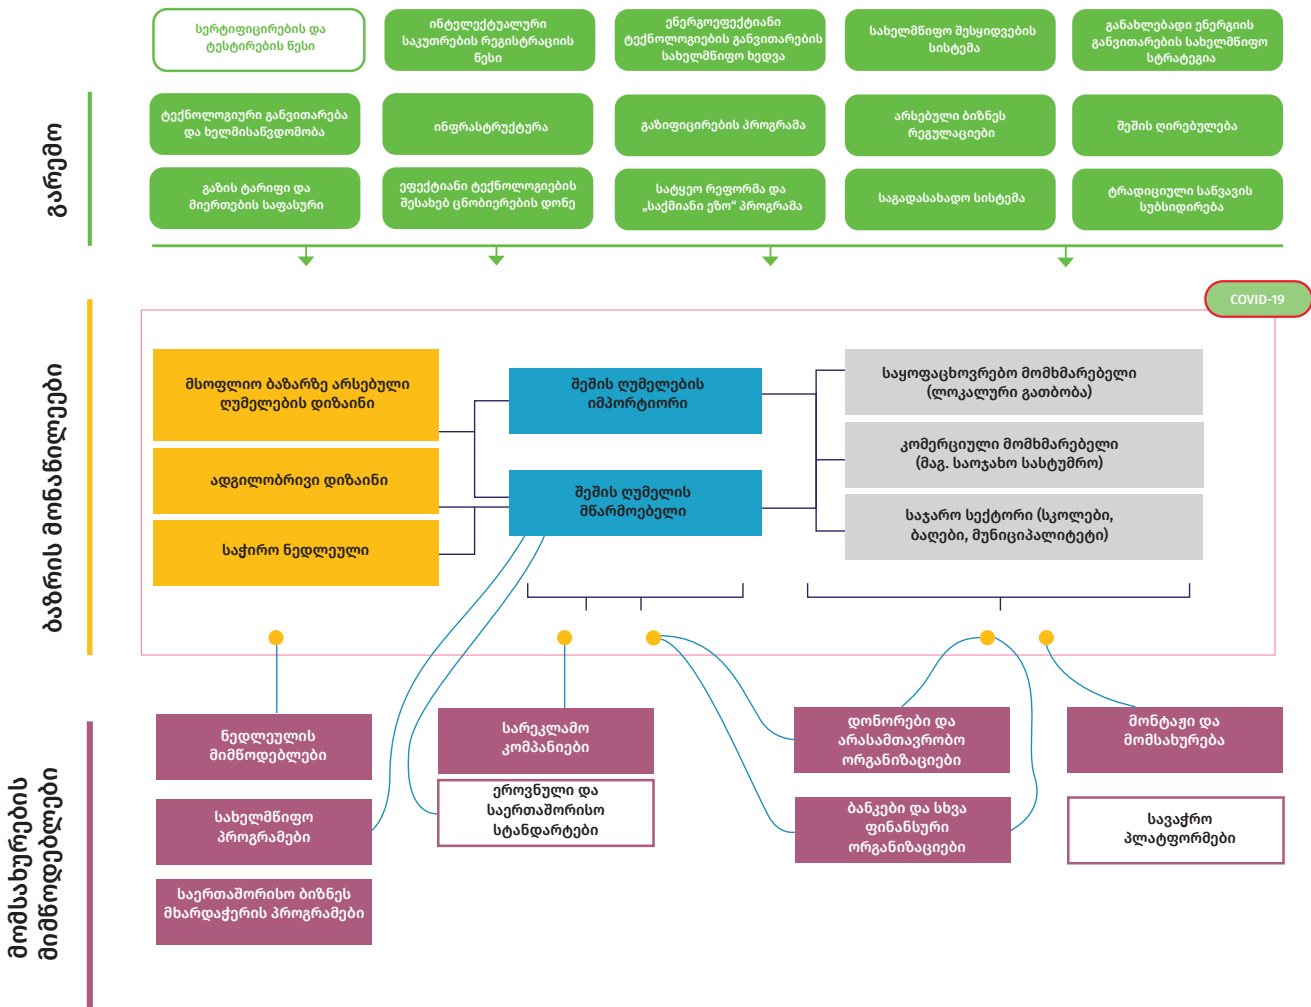 სერტიფიცირების და
ტესტირების წესი
ინტელექტუალური
საკუთრების რეგისტრაციის
წესი
ენერგოეფექტიანი
ტექნოლოგიების განვითარების
სახელმწიფო ხედვა
სახელმწიფო შესყიდვების
სისტემა
განახლებადი ენერგიის
განვითარების სახელმწიფო
სტრატეგია
გარემო
ტექნოლოგიური განვითარება
და ხელმისაწვდომობა
ინფრასტრუქტურა
გაზიფიცირების პროგრამა
არსებული ბიზნეს
რეგულაციები
შეშის ღირებულება
გაზის ტარიფი და
მიერთების საფასური
ეფექტიანი ტექნოლოგიების
შესახებ ცნობიერების დონე
სატყეო რეფორმა და
„საქმიანი ეზო“ პროგრამა
საგადასახადო სისტემა
ტრადიციული საწვავის
სუბსიდირება
COVID-19
ბაზრის მონაწილეები
მსოფლიო ბაზარზე არსებული
ღუმელების დიზაინი
ადგილობრივი დიზაინი
საჭირო ნედლეული
შეშის ღუმელების
იმპორტიორი
შეშის ღუმელის
მწარმოებელი
საყოფაცხოვრებო მომხმარებელი
(ლოკალური გათბობა)
კომერციული მომხმარებელი
(მაგ. საოჯახო სასტუმრო)
საჯარო სექტორი (სკოლები,
ბაღები, მუნიციპალიტეტი)
მომსახურების
მიმწოდებლები
ნედლეულის
მიმწოდებლები
სახელმწიფო
პროგრამები
საერთაშორისო ბიზნეს
მხარდაჭერის პროგრამები
სარეკლამო
კომპანიები
ეროვნული და
საერთაშორისო
სტანდარტები
დონორები და
არასამთავრობო
ორგანიზაციები
ბანკები და სხვა
ფინანსური
ორგანიზაციები
მონტაჟი და
მომსახურება
სავაჭრო
პლატფორმები